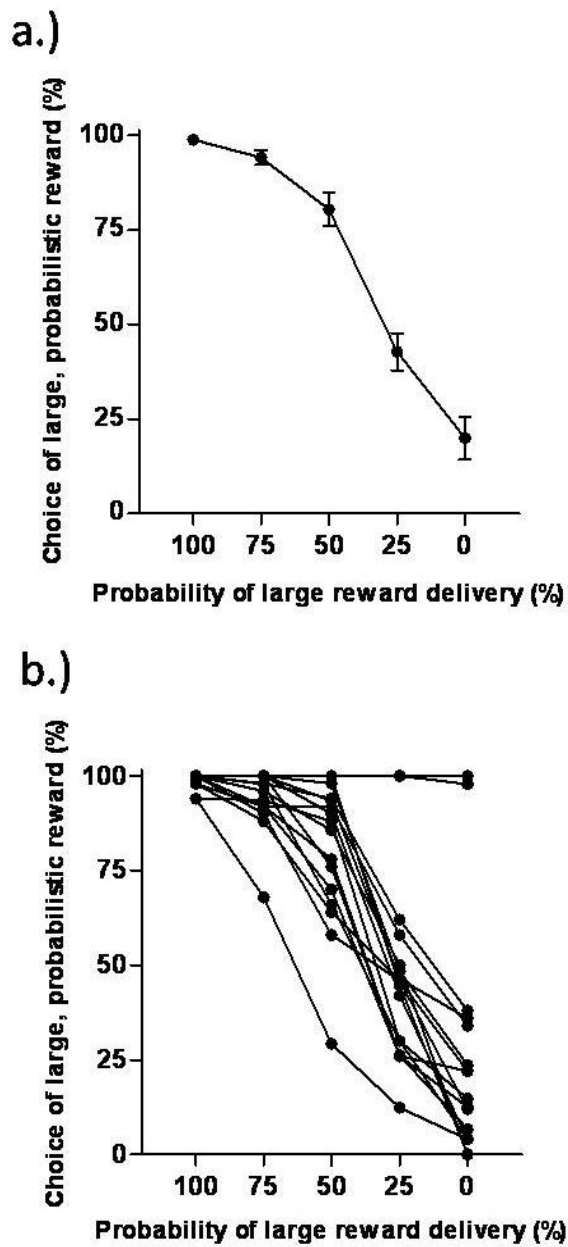 a.)
Choice of large, probablistic reward (%)
100
75
50
25
0
100 75 50 25 0
Probability of large reward delivery (%)
b.)
Choice of large, probablistic reward (%)
100
75
50
25
0
100 75 50 25 0
Probability of large reward delivery (%)